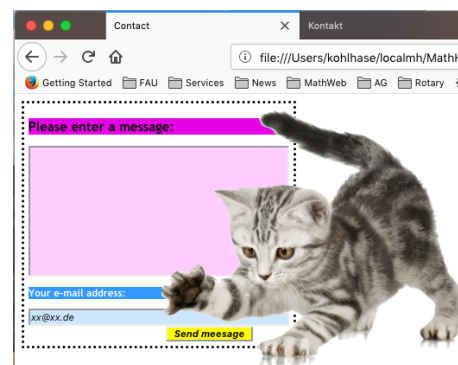 Contact × Kontakt
file:///Users/kohlhase/localmh/MathH
Getting Started FAU Services News MathWeb AG Rotary
Please enter a message:
Your e-mail address:
xx@xx.de
Send meesage